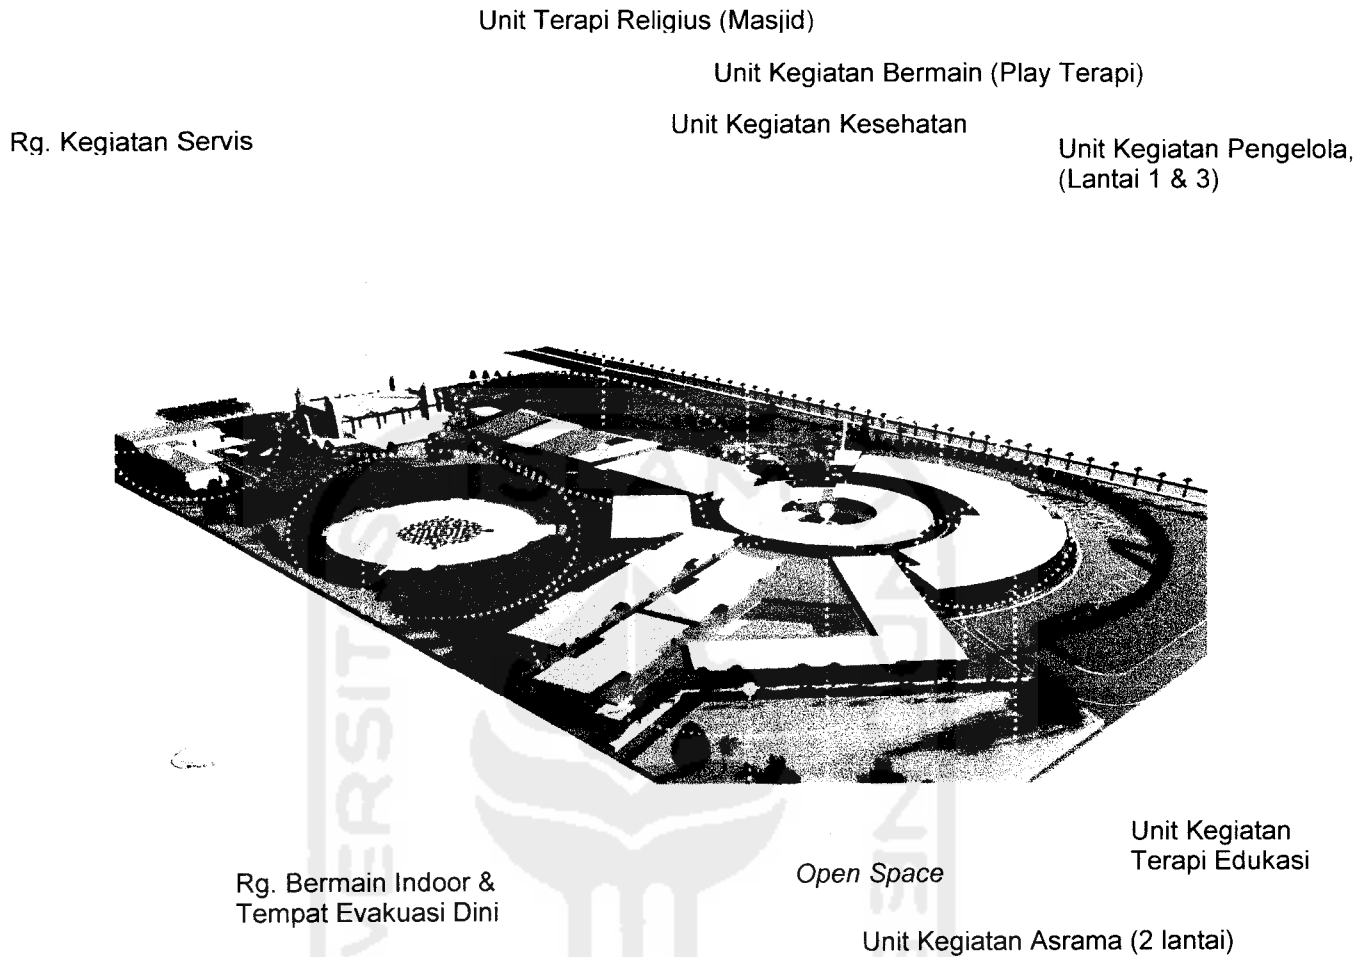 Unit Terapi Religius (Masjid)
Unit Kegiatan Bermain (Play Terapi)
Unit Kegiatan Kesehatan
Rg. Kegiatan Servis
Unit Kegiatan Pengelola,
(Lantai 1 & 3)
ISLAM
VERSIT
Unit Kegiatan
Terapi Edukasi
Open Space
Rg. Bermain Indoor &
Tempat Evakuasi Dini
Unit Kegiatan Asrama (2 lantai)